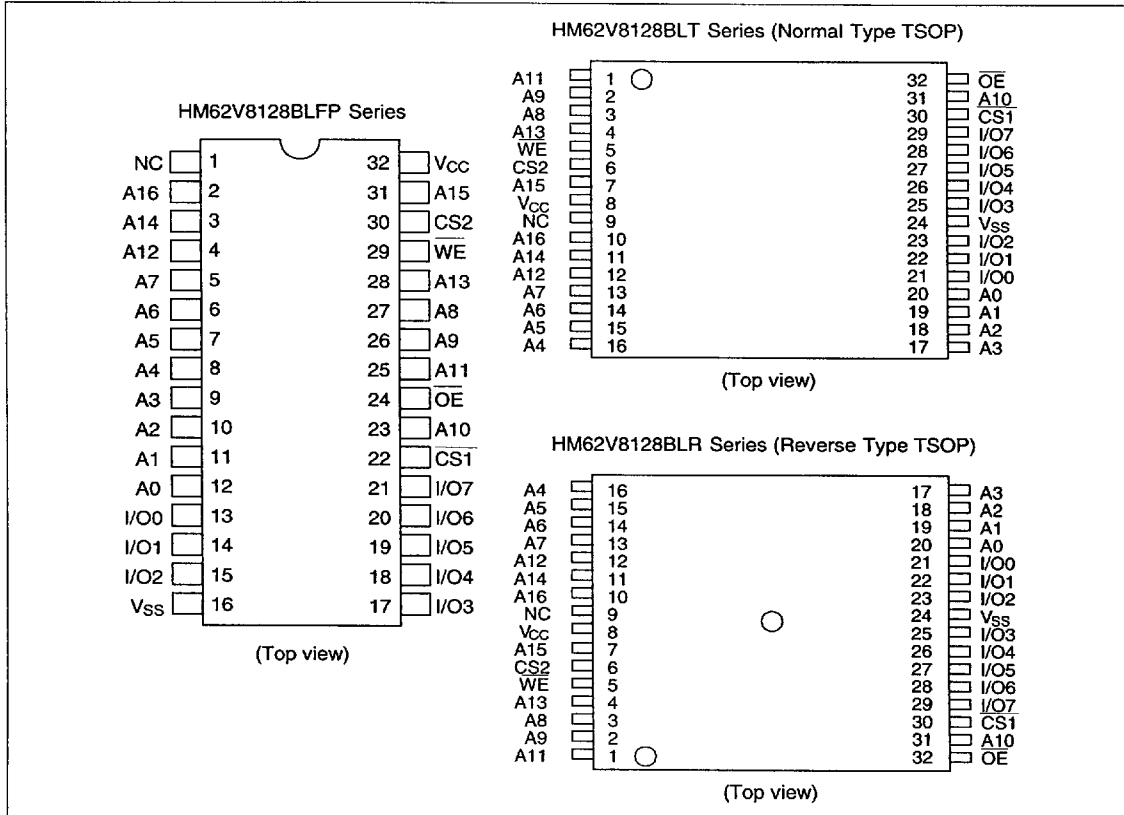 HM62V8128BLFP Series
NC 1 32 VCC
A16 2 31 A15
A14 3 30 CS2
A12 4 29 W̅E̅
A7 5 28 A13
A6 6 27 A8
A5 7 26 A9
A4 8 25 A11
A3 9 24 O̅E̅
A2 10 23 A10
A1 11 22 C̅S̅1̅
A0 12 21 I/O7
I/O0 13 20 I/O6
I/O1 14 19 I/O5
I/O2 15 18 I/O4
VSS 16 17 I/O3
(Top view)
HM62V8128BLT Series (Normal Type TSOP)
A11 1 32 O̅E̅
A9 2 31 A10
A8 3 30 C̅S̅1̅
A13 4 29 I/O7
W̅E̅ 5 28 I/O6
CS2 6 27 I/O5
A15 7 26 I/O4
VCC 8 25 I/O3
NC 9 24 VSS
A16 10 23 I/O2
A14 11 22 I/O1
A12 12 21 I/O0
A7 13 20 A0
A6 14 19 A1
A5 15 18 A2
A4 16 17 A3
(Top view)
HM62V8128BLR Series (Reverse Type TSOP)
A4 16 17 A3
A5 15 18 A2
A6 14 19 A1
A7 13 20 A0
A12 12 21 I/O0
A14 11 22 I/O1
A16 10 23 I/O2
NC 9 24 VSS
VCC 8 25 I/O3
A15 7 26 I/O4
CS2 6 27 I/O5
W̅E̅ 5 28 I/O6
A13 4 29 I/O7
A8 3 30 C̅S̅1̅
A9 2 31 A10
A11 1 32 O̅E̅
(Top view)